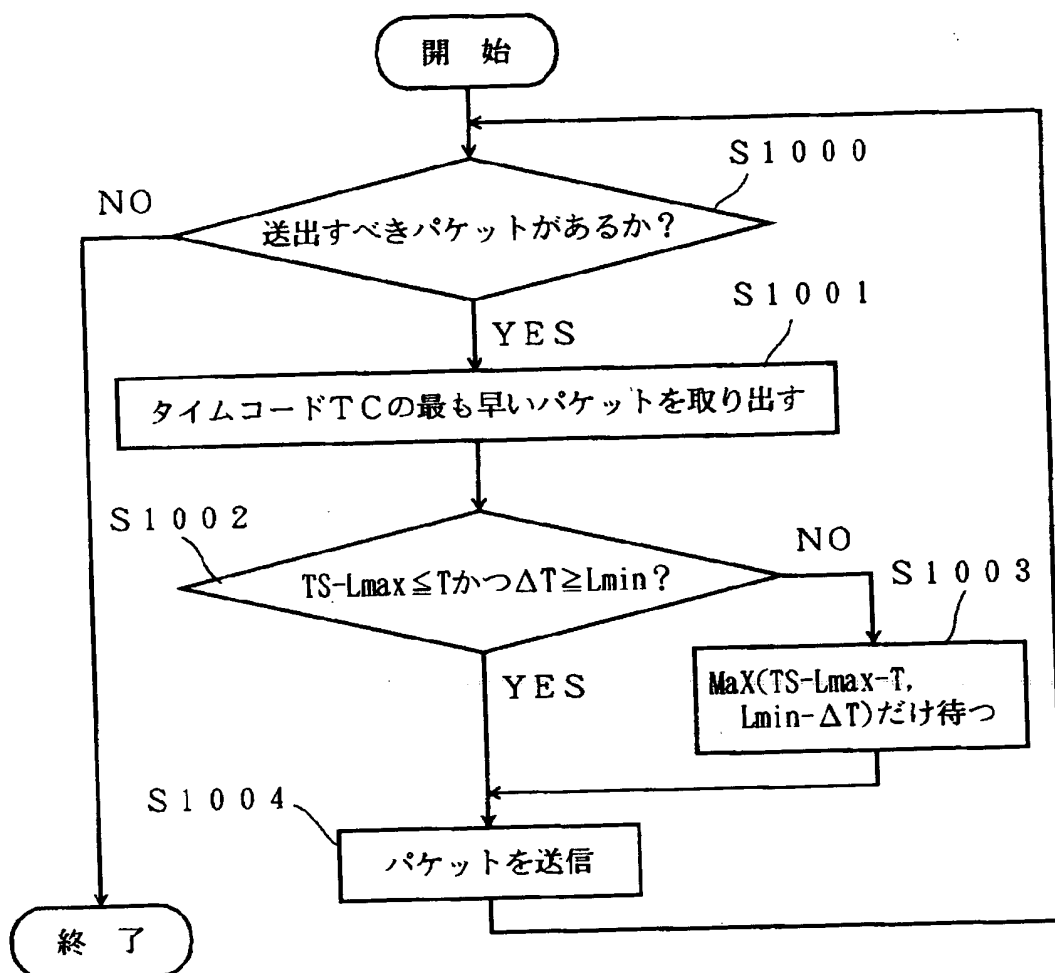 開 始
S1000
NO
送出すべきパケットがあるか?
S1001
YES
タイムコードTCの最も早いパケットを取り出す
S1002
NO
TS-Lmax≦TかつΔT≧Lmin?
S1003
YES
MaX(TS-Lmax-T,
Lmin-ΔT)だけ待つ
S1004
パケットを送信
終 了